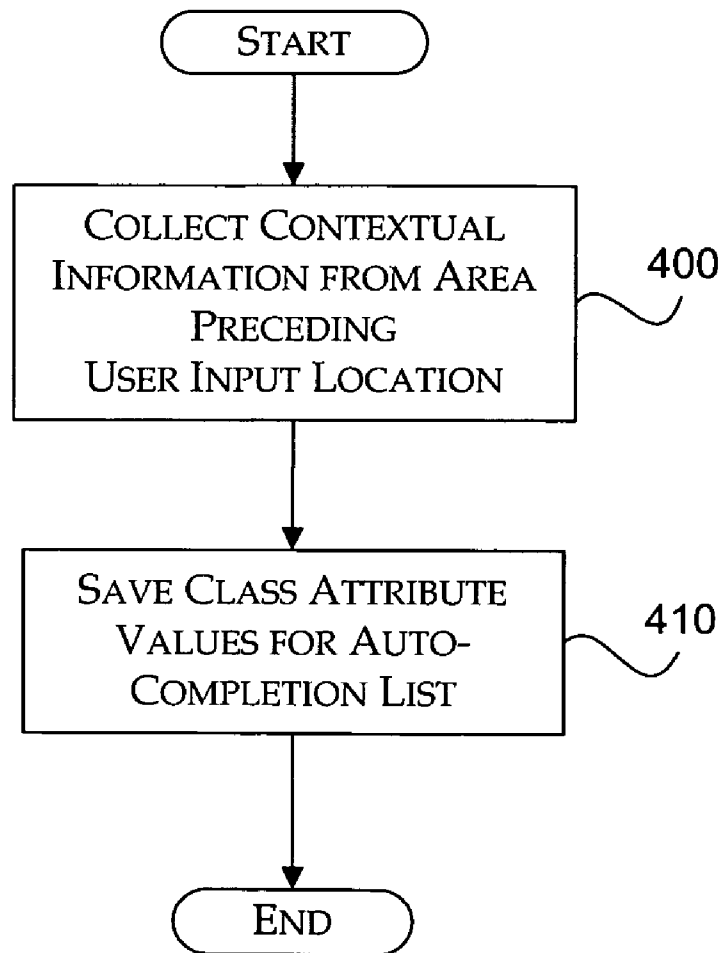 START
COLLECT CONTEXTUAL
INFORMATION FROM AREA
PRECEDING
USER INPUT LOCATION
400
SAVE CLASS ATTRIBUTE
VALUES FOR AUTO-
COMPLETION LIST
410
END